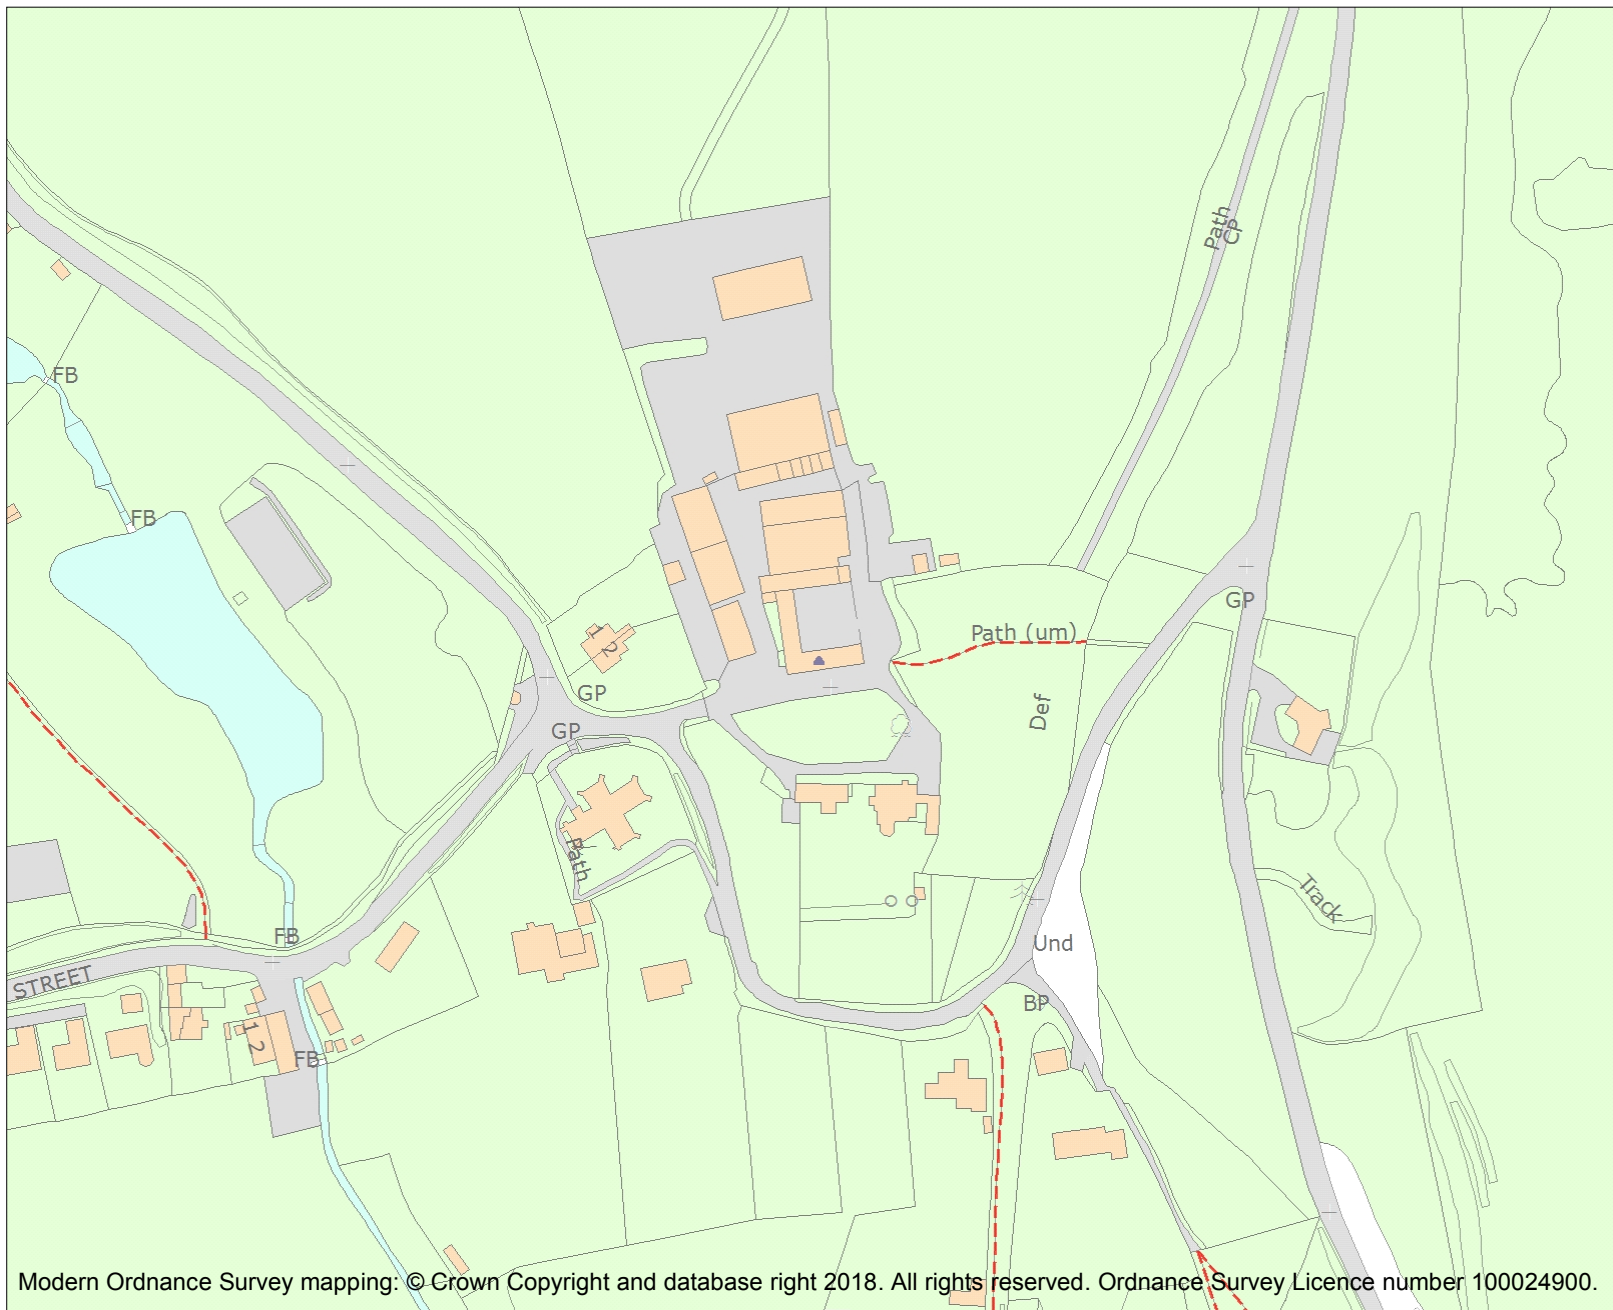 Path
CP
FB
FB
GP
Path (um)
1
2
GP
Def
GP
Path
Track
FB
Und
STREET
BP
1
2
FB
Modern Ordnance Survey mapping: © Crown Copyright and database right 2018. All rights reserved. Ordnance Survey Licence number 100024900.